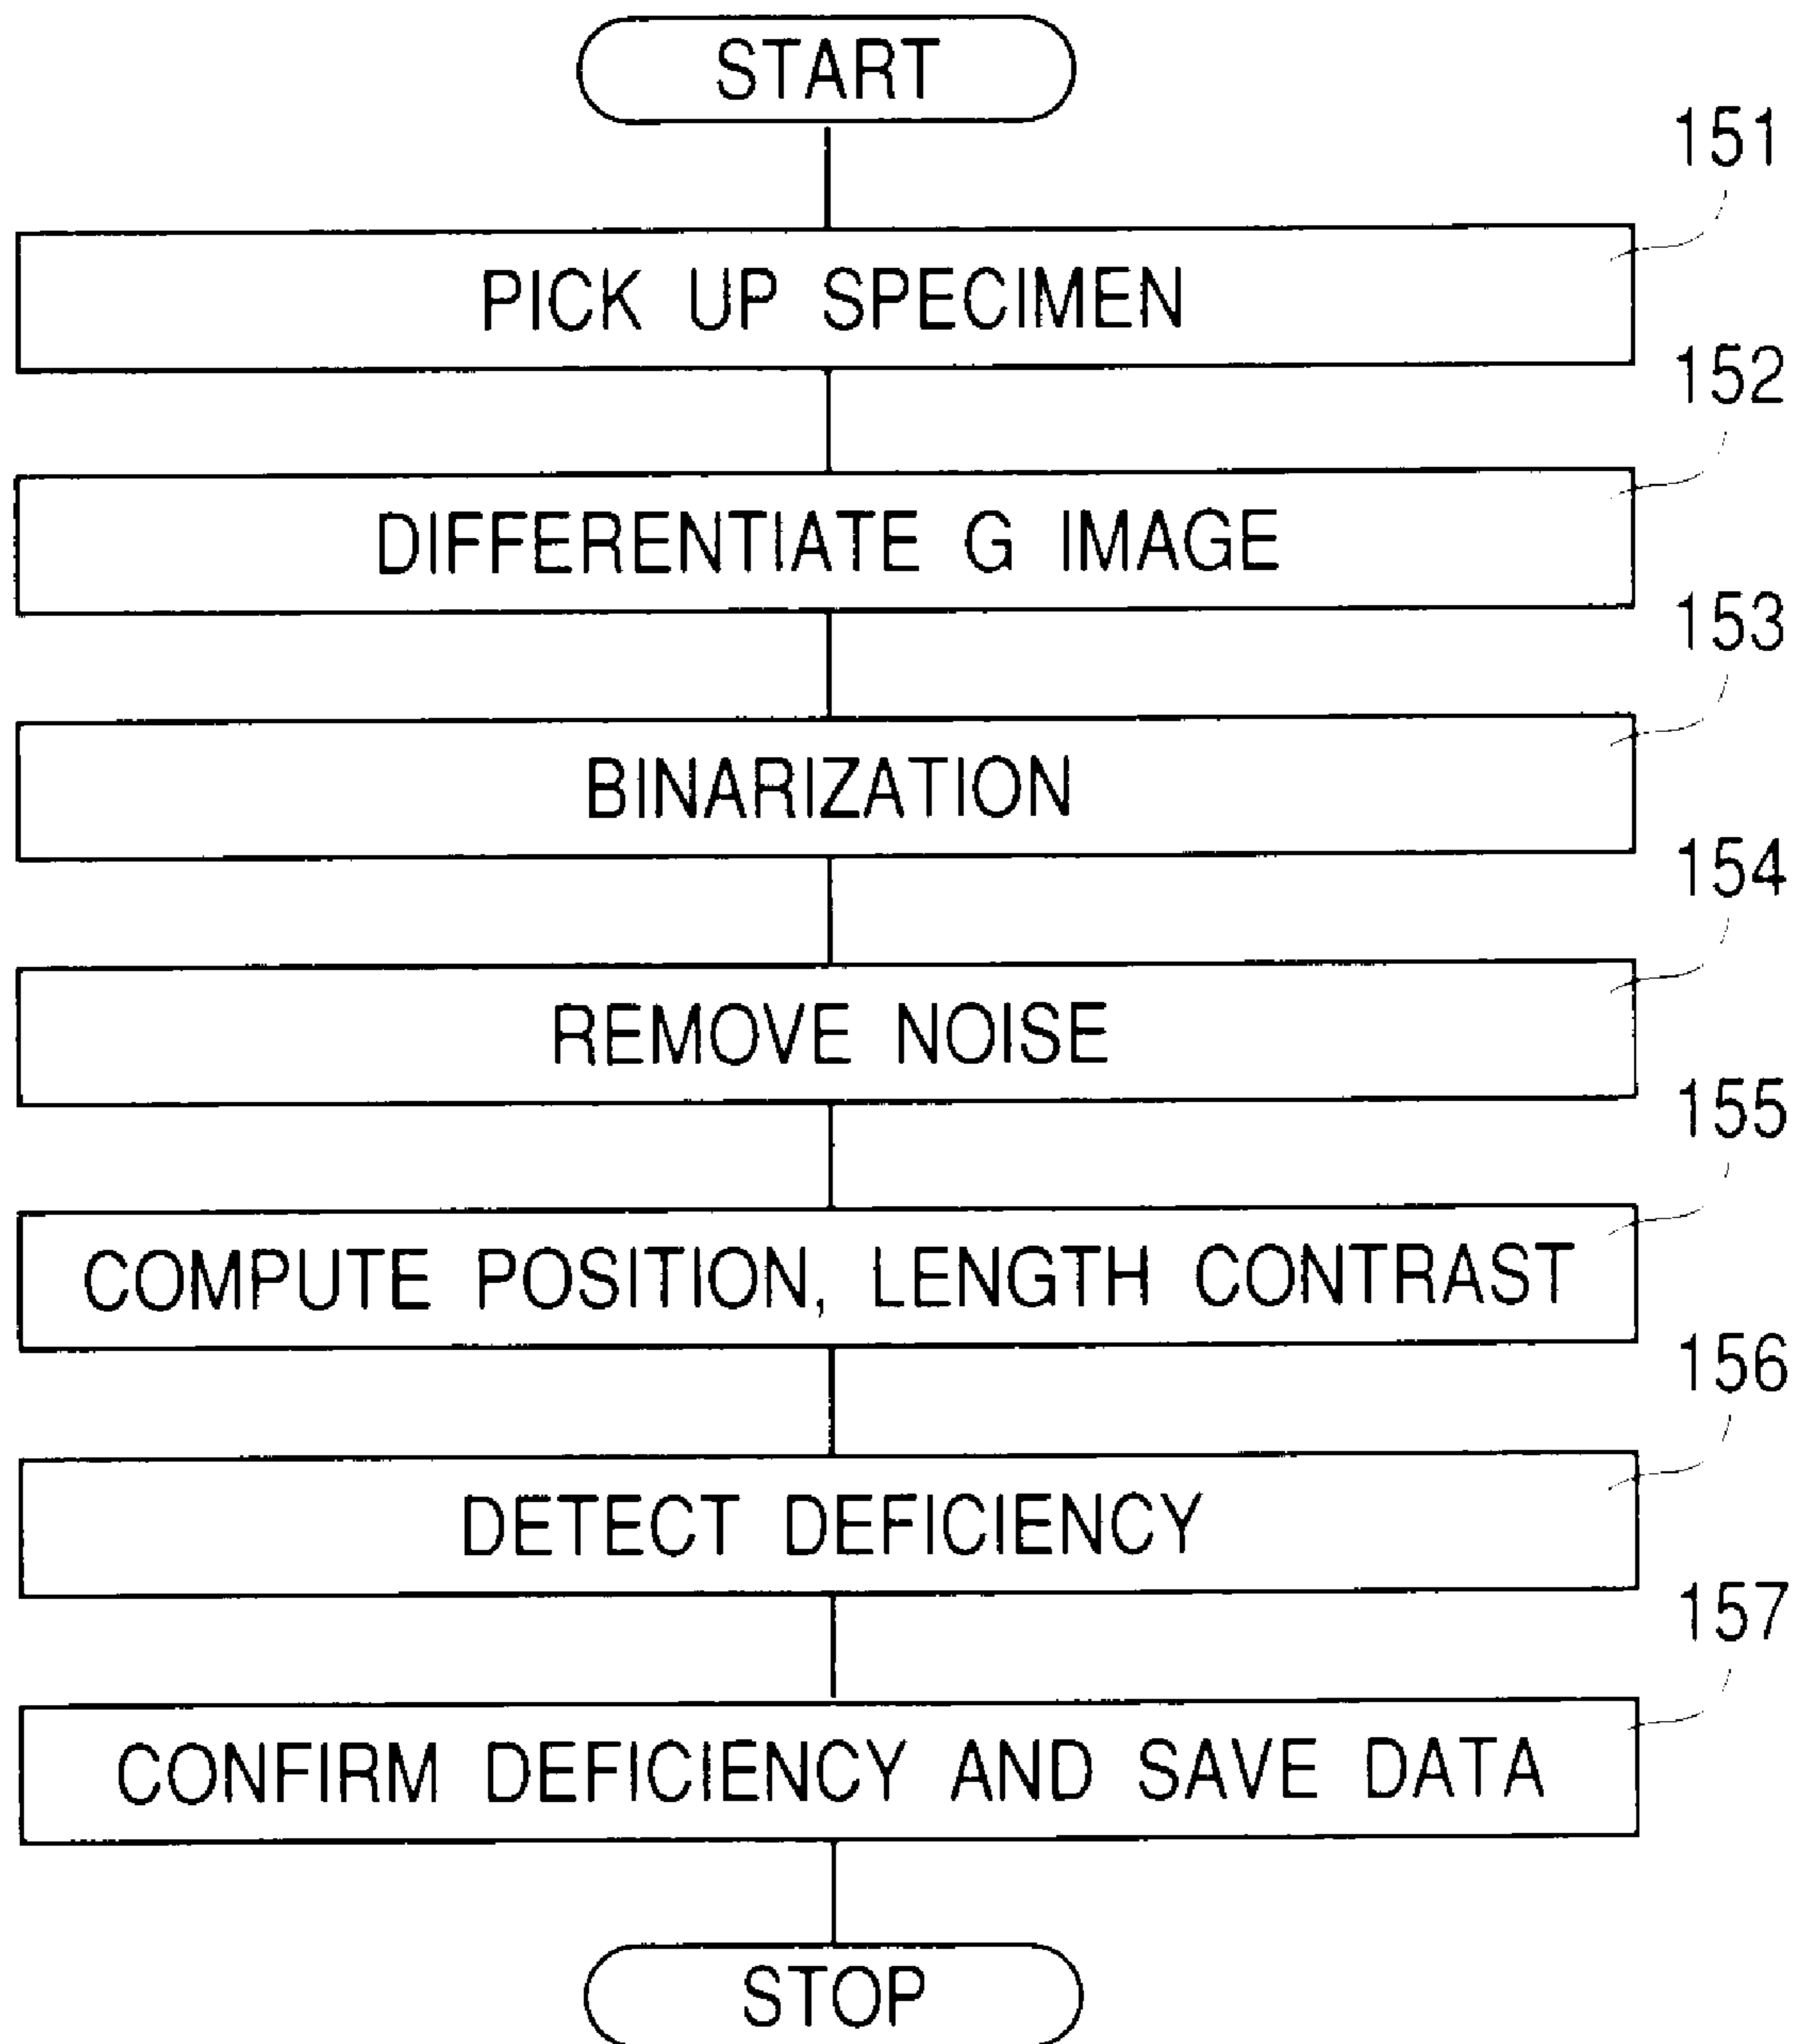 START
151
PICK UP SPECIMEN
152
DIFFERENTIATE G IMAGE
153
BINARIZATION
154
REMOVE NOISE
155
COMPUTE POSITION, LENGTH CONTRAST
156
DETECT DEFICIENCY
157
CONFIRM DEFICIENCY AND SAVE DATA
STOP